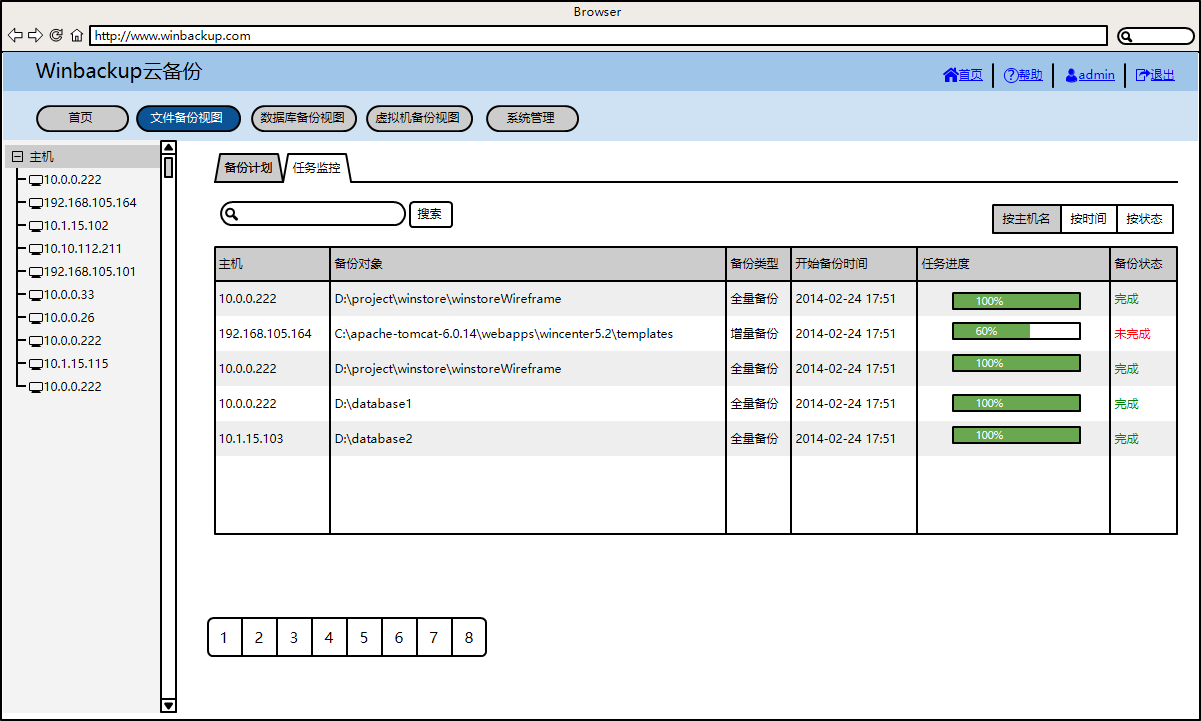 Browser
http://www.winbackup.com
Winbackup云备份
首页 帮助 admin 退出
首页 文件备份视图 数据库备份视图 虚拟机备份视图 系统管理
主机
10.0.0.222
192.168.105.164
10.1.15.102
10.10.112.211
192.168.105.101
10.0.0.33
10.0.0.26
10.0.0.222
10.1.15.115
10.0.0.222
备份计划 任务监控
搜索
按主机名 按时间 按状态
主机 备份对象 备份类型 开始备份时间 任务进度 备份状态
10.0.0.222 D:\project\winstore\winstoreWireframe 全量备份 2014-02-24 17:51 100% 完成
192.168.105.164 C:\apache-tomcat-6.0.14\webapps\wincenter5.2\templates 增量备份 2014-02-24 17:51 60% 未完成
10.0.0.222 D:\project\winstore\winstoreWireframe 全量备份 2014-02-24 17:51 100% 完成
10.0.0.222 D:\database1 全量备份 2014-02-24 17:51 100% 完成
10.1.15.103 D:\database2 全量备份 2014-02-24 17:51 100% 完成
1 2 3 4 5 6 7 8